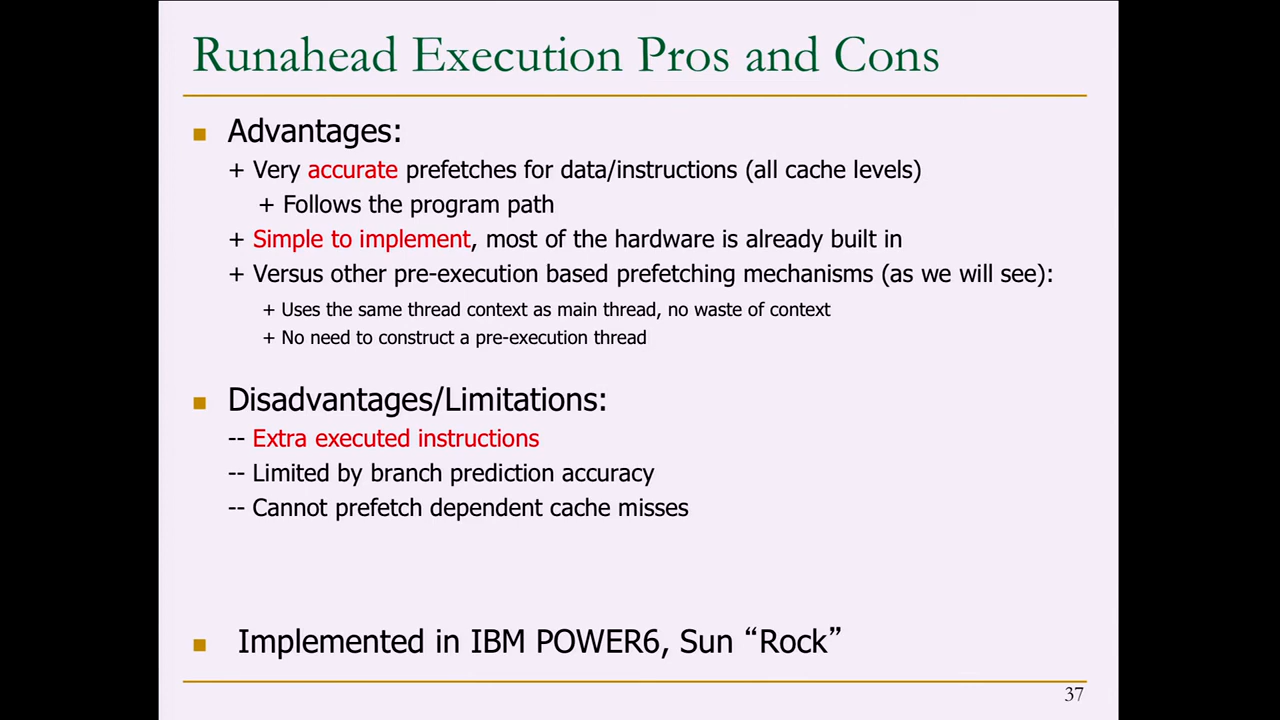 Runahead Execution Pros and Cons
Advantages:
+ Very accurate prefetches for data/instructions (all cache levels)
+ Follows the program path
+ Simple to implement, most of the hardware is already built in
+ Versus other pre-execution based prefetching mechanisms (as we will see):
+ Uses the same thread context as main thread, no waste of context
+ No need to construct a pre-execution thread
Disadvantages/Limitations:
-- Extra executed instructions
-- Limited by branch prediction accuracy
-- Cannot prefetch dependent cache misses
Implemented in IBM POWER6, Sun “Rock”
37